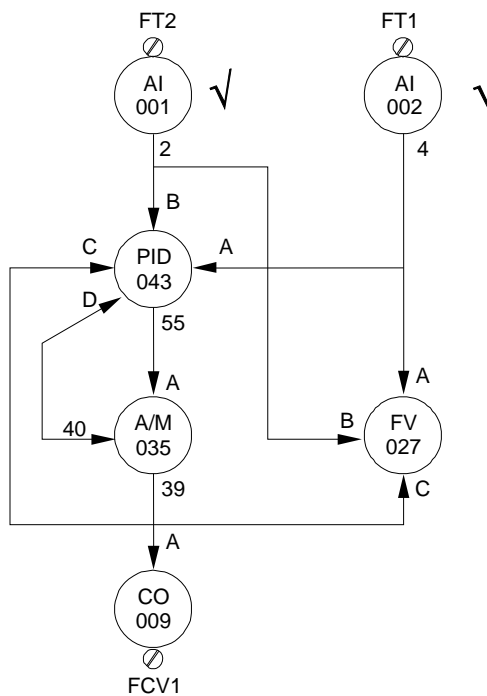 FT2 FT1
AI
001
√
AI
002
√
2 4
B
C A
PID
043
D
55
A A
40
A/M
035
B
FV
027
39 C
A
CO
009
FCV1